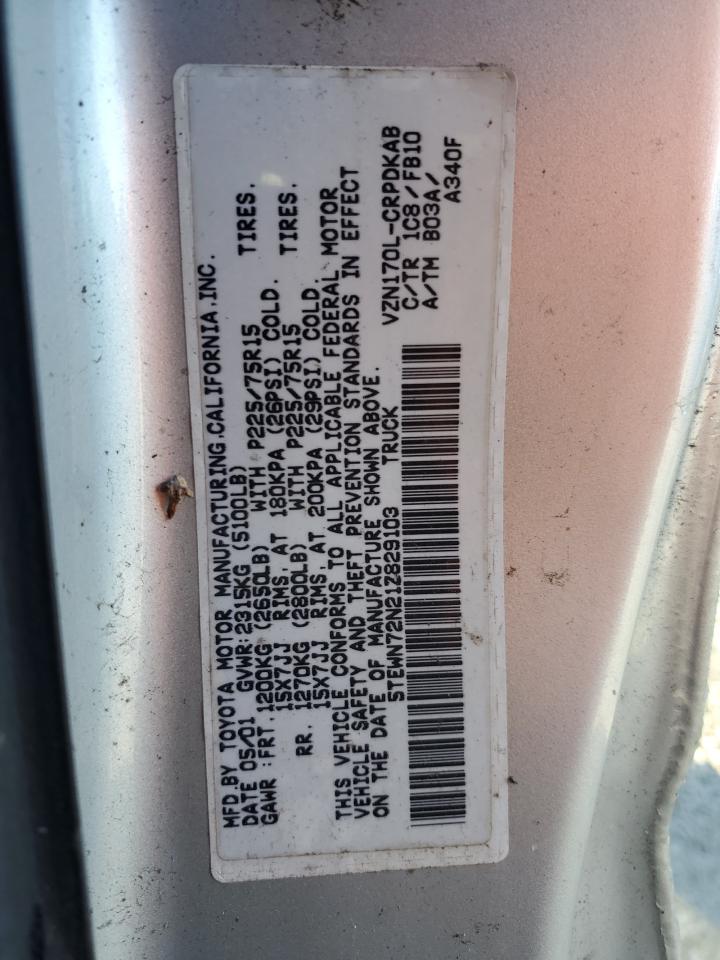 MFD.BY TOYOTA MOTOR MANUFACTURING,CALIFORNIA,INC.
DATE 05/01 GVWR:2315KG (5100LB)
GAWR :FRT.1200KG (2650LB) WITH P225/75R15 TIRES.
15X7JJ RIMS, AT 180KPA (26PSI) COLD.
RR. 1270KG (2800LB) WITH P225/75R15 TIRES.
15X7JJ RIMS, AT 200KPA (29PSI) COLD.
THIS VEHICLE CONFORMS TO ALL APPLICABLE FEDERAL MOTOR
VEHICLE SAFETY AND THEFT PREVENTION STANDARDS IN EFFECT
ON THE DATE OF MANUFACTURE SHOWN ABOVE.
5TEWN72N21Z829103 TRUCK
VZN170L-CRPDKAB
C/TR 1C8/FB10
A/TM B03A/
A340F